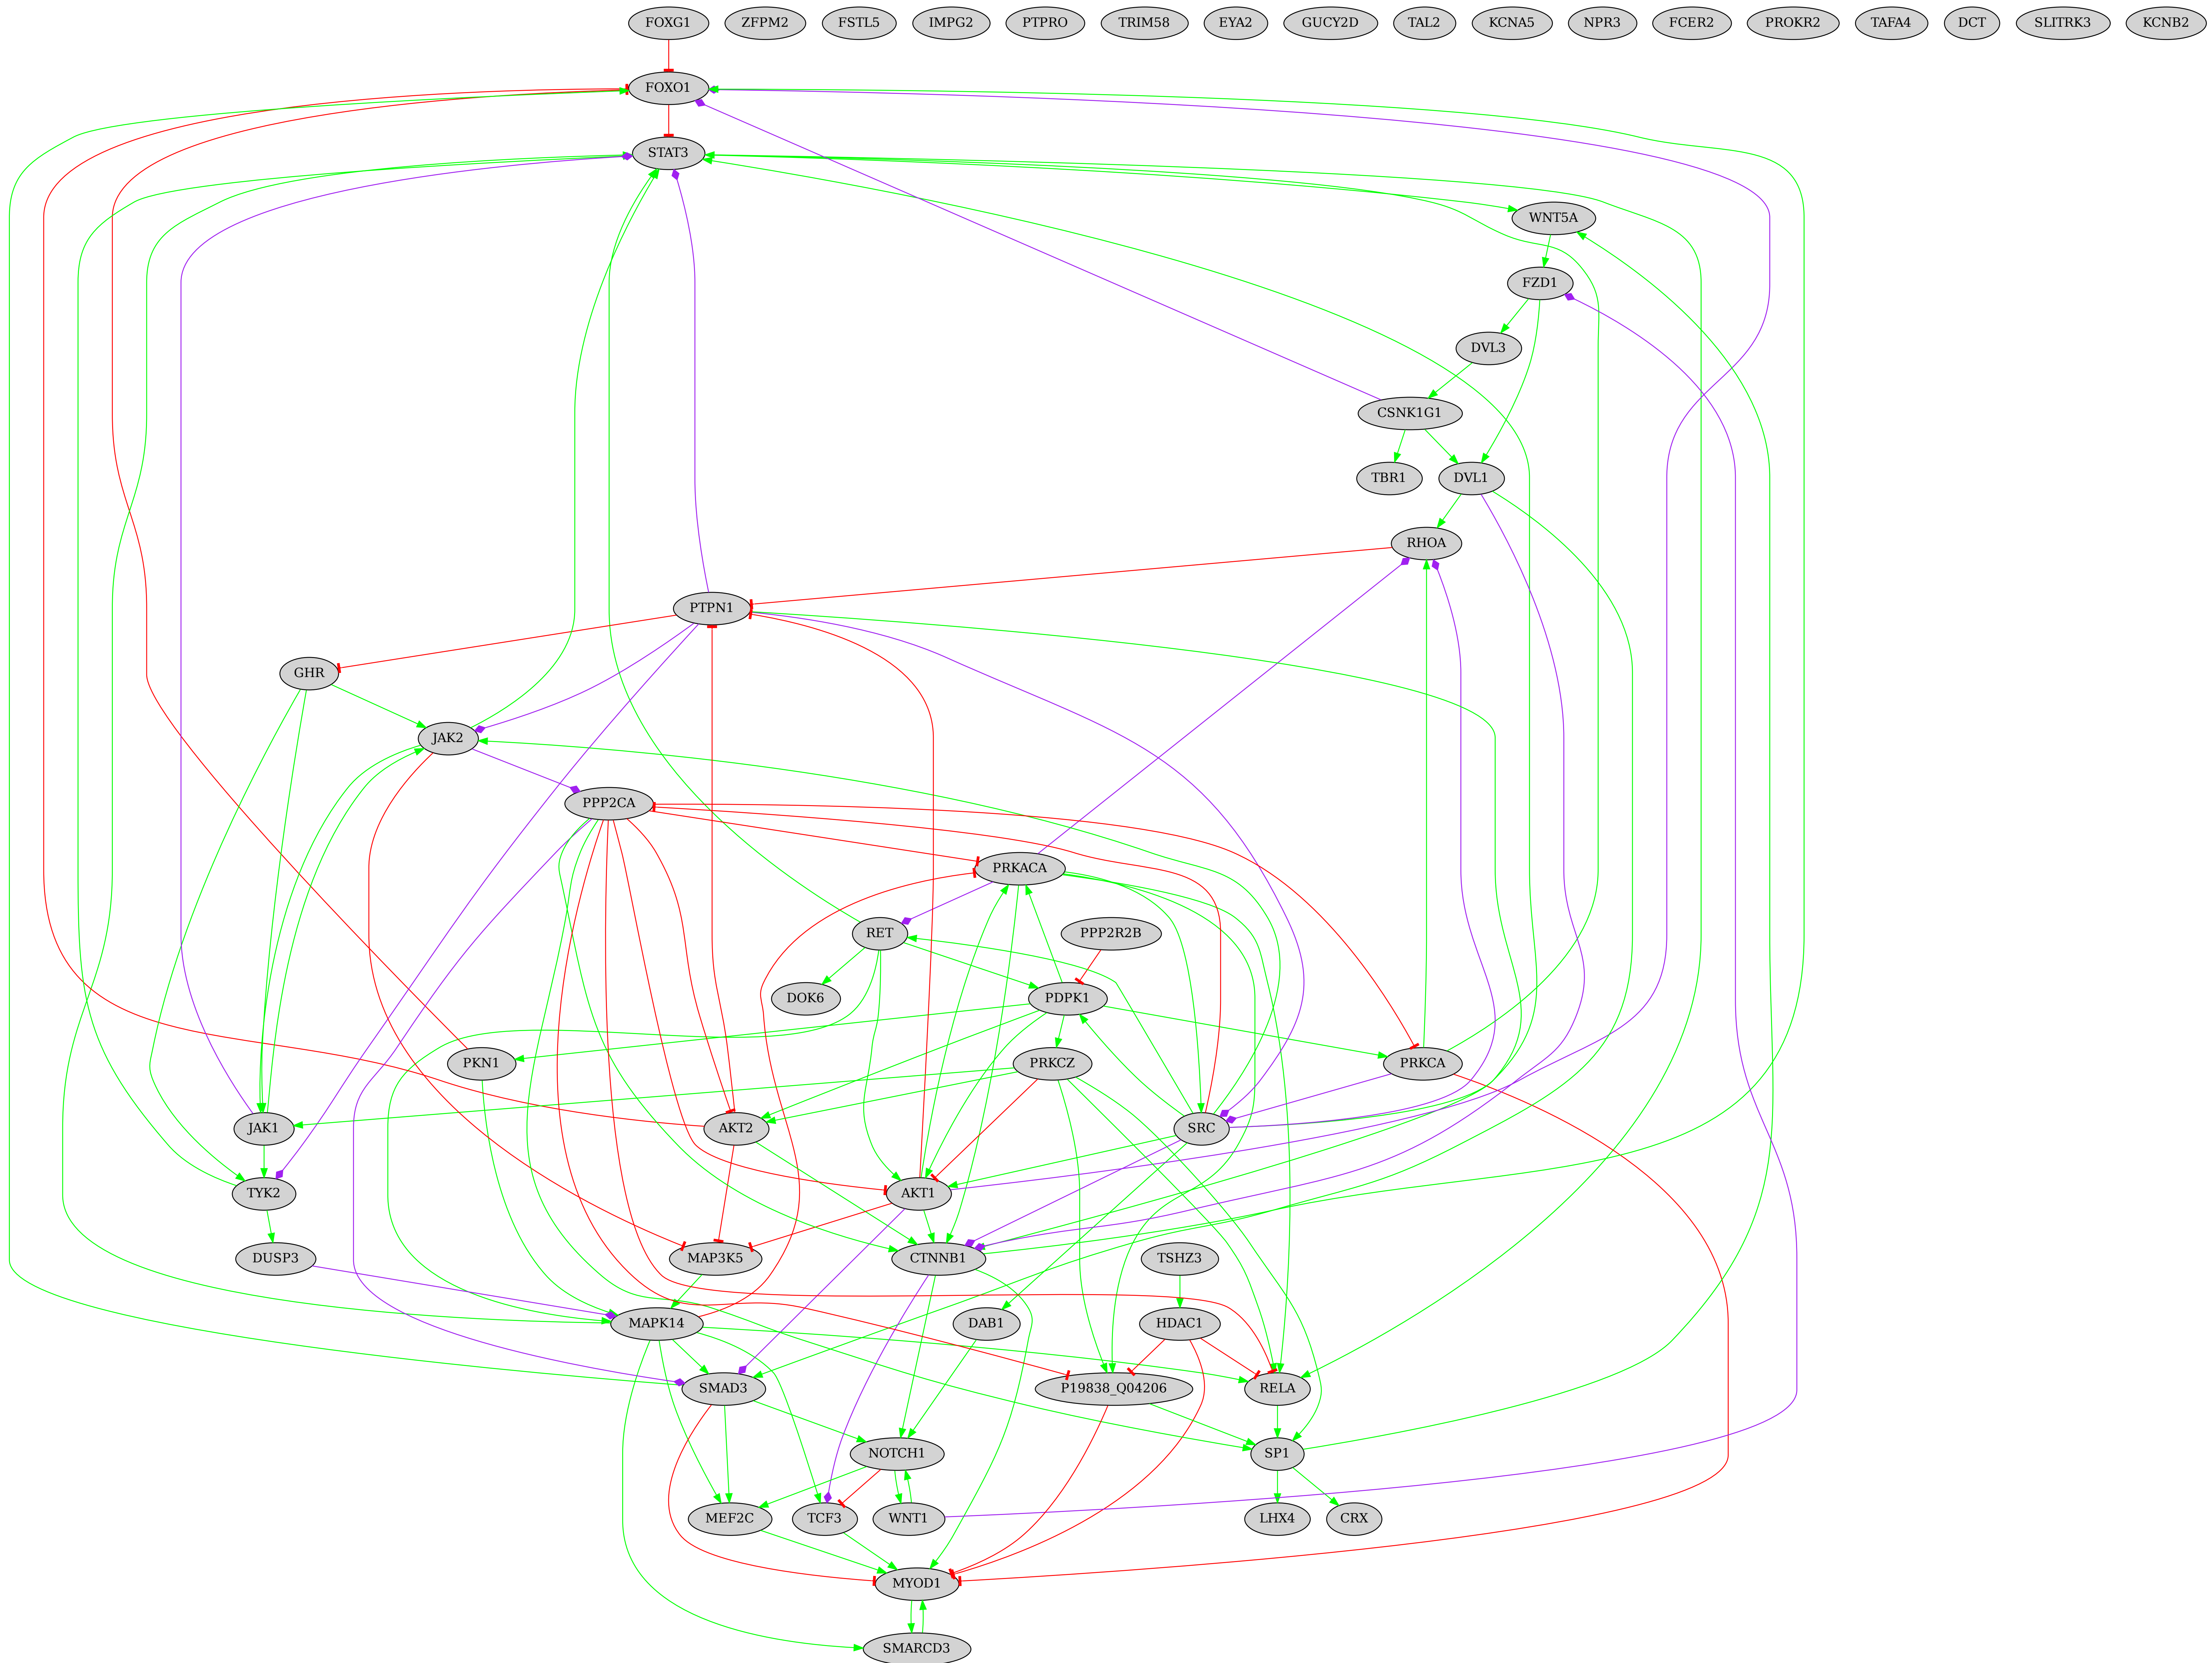 FOXG1 ZFPM2 FSTL5 IMPG2 PTPRO TRIM58 EYA2 GUCY2D TAL2 KCNA5 NPR3 FCER2 PROKR2 TAFA4 DCT SLITRK3 KCNB2
FOXO1
STAT3
WNT5A
FZD1
DVL3
CSNK1G1
TBR1 DVL1
RHOA
PTPN1
GHR
JAK2
PPP2CA
PRKACA
RET PPP2R2B
DOK6 PDPK1
PKN1 PRKCZ PRKCA
JAK1 AKT2 SRC
TYK2 AKT1
DUSP3 MAP3K5 CTNNB1 TSHZ3
MAPK14 DAB1 HDAC1
SMAD3 P19838_Q04206 RELA
NOTCH1 SP1
MEF2C TCF3 WNT1 LHX4 CRX
MYOD1
SMARCD3